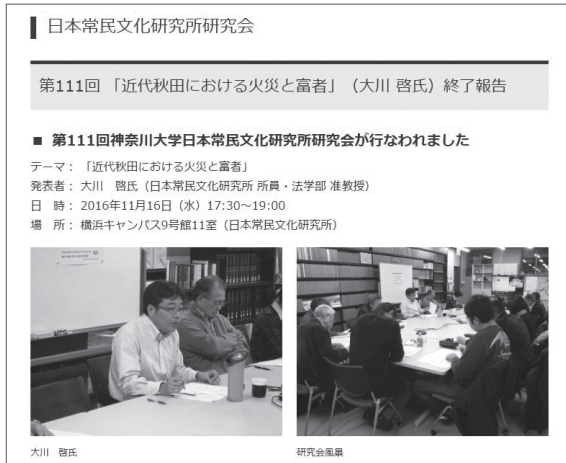 日本常民文化研究所研究会
第111回 「近代秋田における火災と富者」（大川 啓氏）終了報告
■ 第111回神奈川大学日本常民文化研究所研究会が行なわれました
テーマ： 「近代秋田における火災と富者」
発表者： 大川　啓氏（日本常民文化研究所 所員・法学部 准教授）
日　時： 2016年11月16日（水）17:30～19:00
場　所： 横浜キャンパス9号館11室（日本常民文化研究所）
大川　啓氏
研究会風景